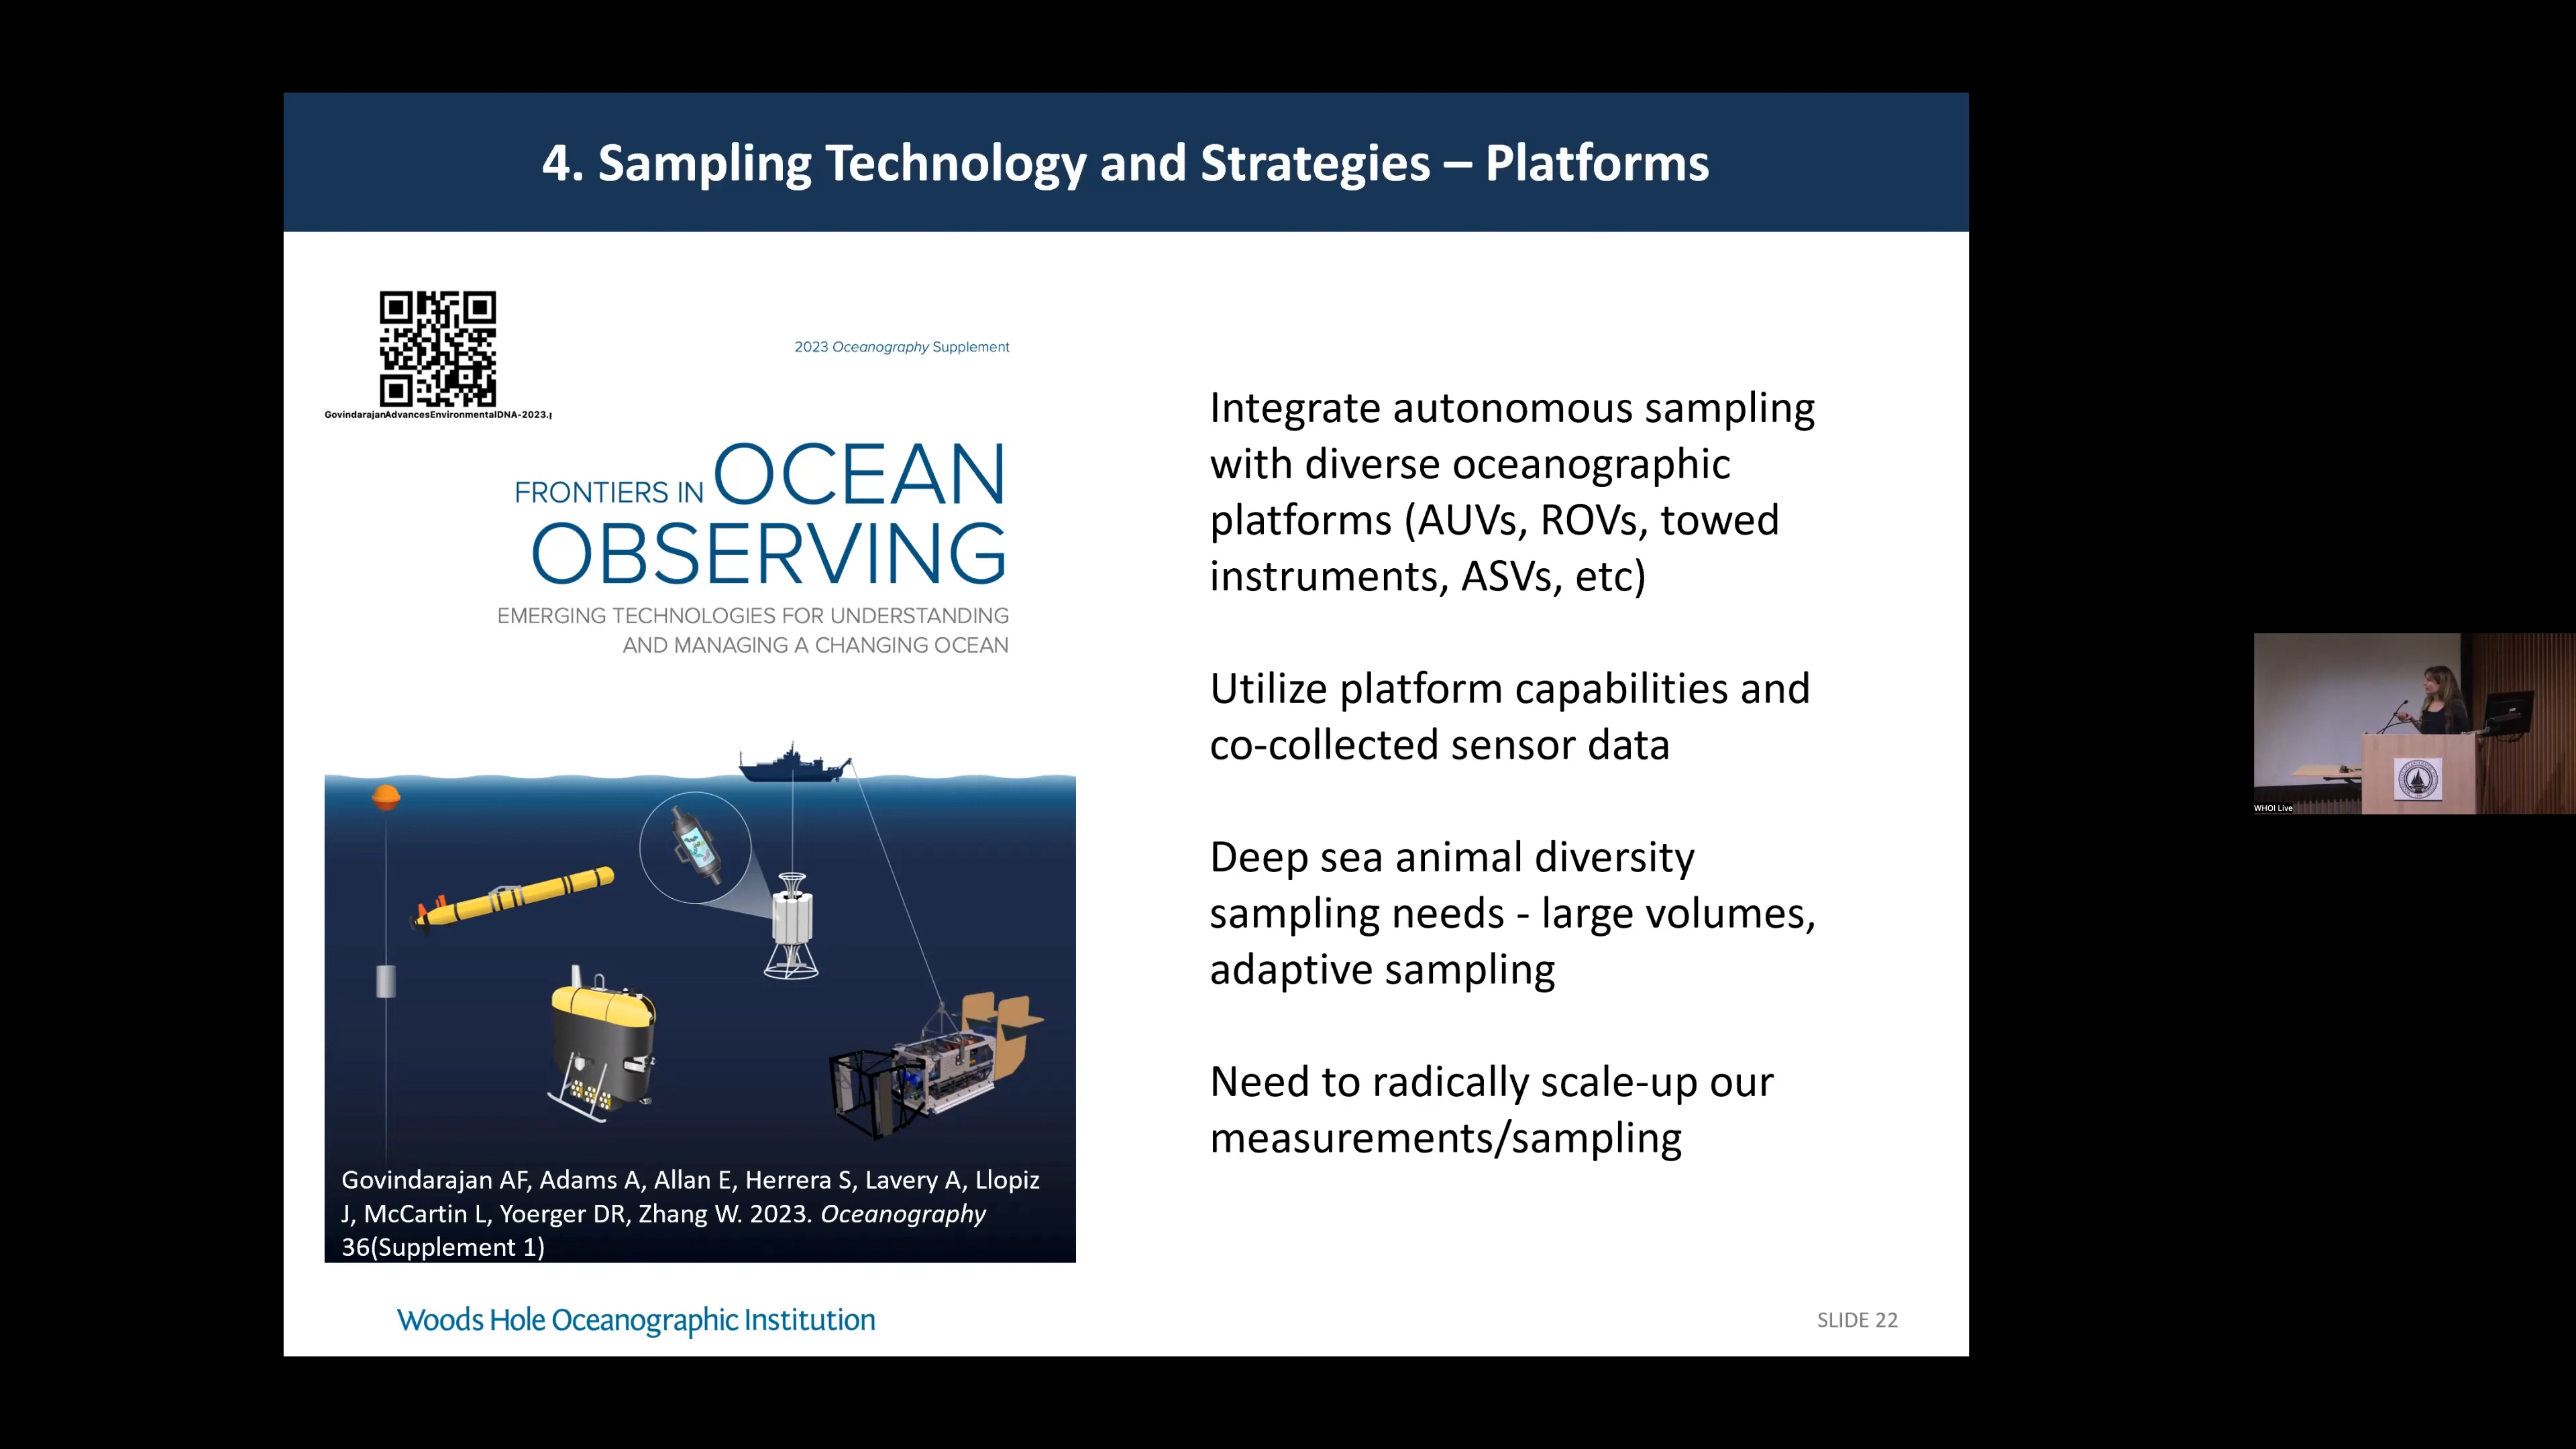 4. Sampling Technology and Strategies – Platforms
GovindarajanAdvancesEnvironmentalDNA-2023.p
2023 Oceanography Supplement
FRONTIERS IN OCEAN
OBSERVING
EMERGING TECHNOLOGIES FOR UNDERSTANDING
AND MANAGING A CHANGING OCEAN
Govindarajan AF, Adams A, Allan E, Herrera S, Lavery A, Llopiz
J, McCartin L, Yoerger DR, Zhang W. 2023. Oceanography
36(Supplement 1)
Integrate autonomous sampling
with diverse oceanographic
platforms (AUVs, ROVs, towed
instruments, ASVs, etc)
Utilize platform capabilities and
co-collected sensor data
Deep sea animal diversity
sampling needs - large volumes,
adaptive sampling
Need to radically scale-up our
measurements/sampling
Woods Hole Oceanographic Institution
SLIDE 22
WHOI Live